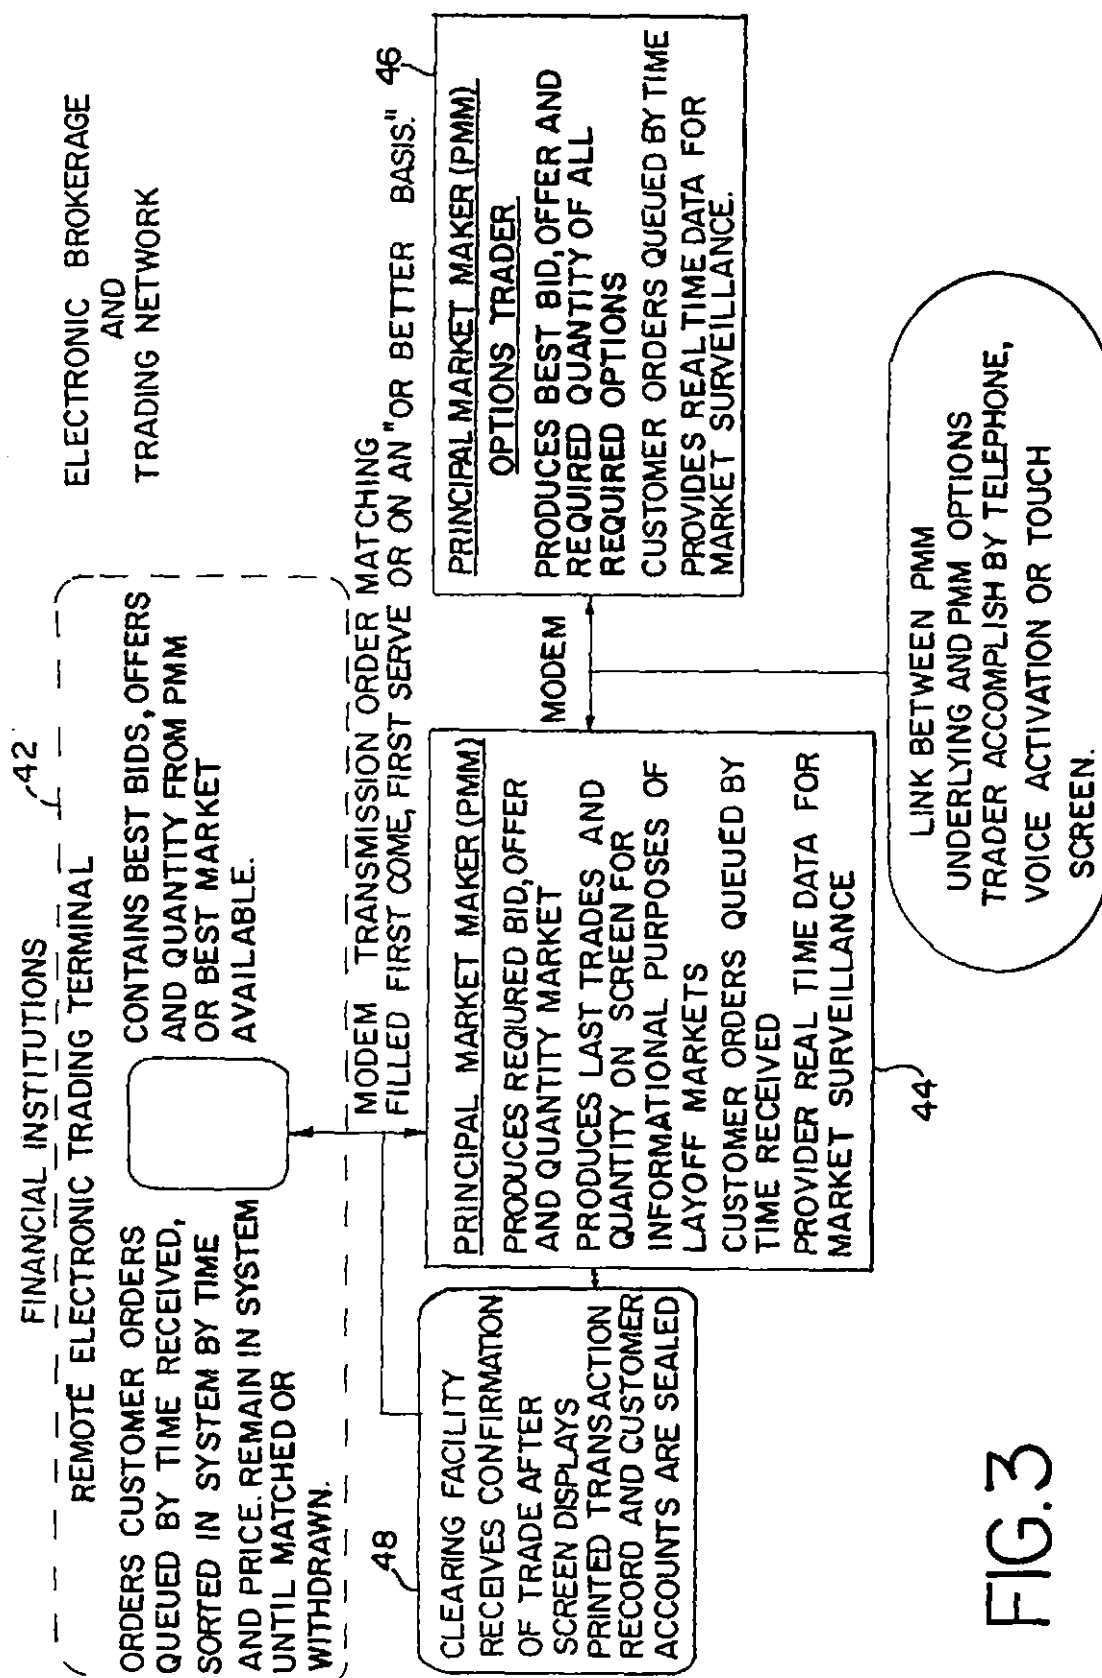 ELECTRONIC BROKERAGE
AND
TRADING NETWORK
FINANCIAL INSTITUTIONS
42
REMOTE ELECTRONIC TRADING TERMINAL
ORDERS CUSTOMER ORDERS
QUEUED BY TIME RECEIVED,
SORTED IN SYSTEM BY TIME
AND PRICE. REMAIN IN SYSTEM
UNTIL MATCHED OR
WITHDRAWN.
CONTAINS BEST BIDS, OFFERS
AND QUANTITY FROM PMM
OR BEST MARKET
AVAILABLE.
MODEM TRANSMISSION ORDER MATCHING
FILLED FIRST COME, FIRST SERVE OR ON AN "OR BETTER BASIS."
48
CLEARING FACILITY
RECEIVES CONFIRMATION
OF TRADE AFTER
SCREEN DISPLAYS
PRINTED TRANSACTION
RECORD AND CUSTOMER
ACCOUNTS ARE SEALED
PRINCIPAL MARKET MAKER (PMM)
PRODUCES REQIURED BID, OFFER
AND QUANTITY MARKET
PRODUCES LAST TRADES AND
QUANTITY ON SCREEN FOR
INFORMATIONAL PURPOSES OF
LAYOFF MARKETS
CUSTOMER ORDERS QUEUED BY
TIME RECEIVED
PROVIDER REAL TIME DATA FOR
MARKET SURVEILLANCE
44
MODEM
46
PRINCIPAL MARKET MAKER (PMM)
OPTIONS TRADER
PRODUCES BEST BID, OFFER AND
REQUIRED QUANTITY OF ALL
REQUIRED OPTIONS
CUSTOMER ORDERS QUEUED BY TIME
PROVIDES REAL TIME DATA FOR
MARKET SURVEILLANCE.
LINK BETWEEN PMM
UNDERLYING AND PMM OPTIONS
TRADER ACCOMPLISH BY TELEPHONE,
VOICE ACTIVATION OR TOUCH
SCREEN.
FIG.3